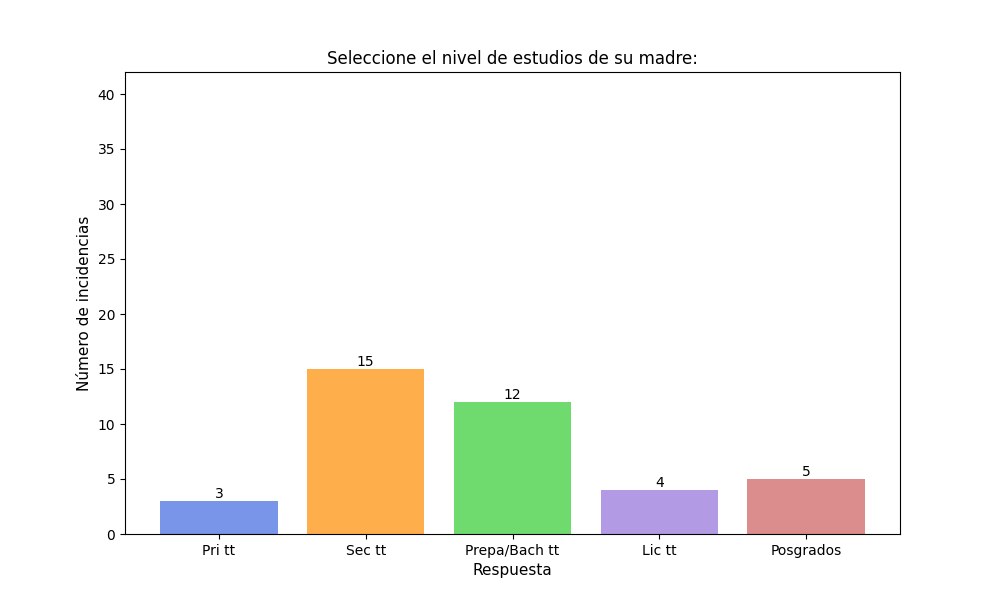 Seleccione el nivel de estudios de su madre:
40
35
30
25
20
15
10
5
0
Número de incidencias
3
15
12
4
5
Pri tt
Sec tt
Prepa/Bach tt
Lic tt
Posgrados
Respuesta